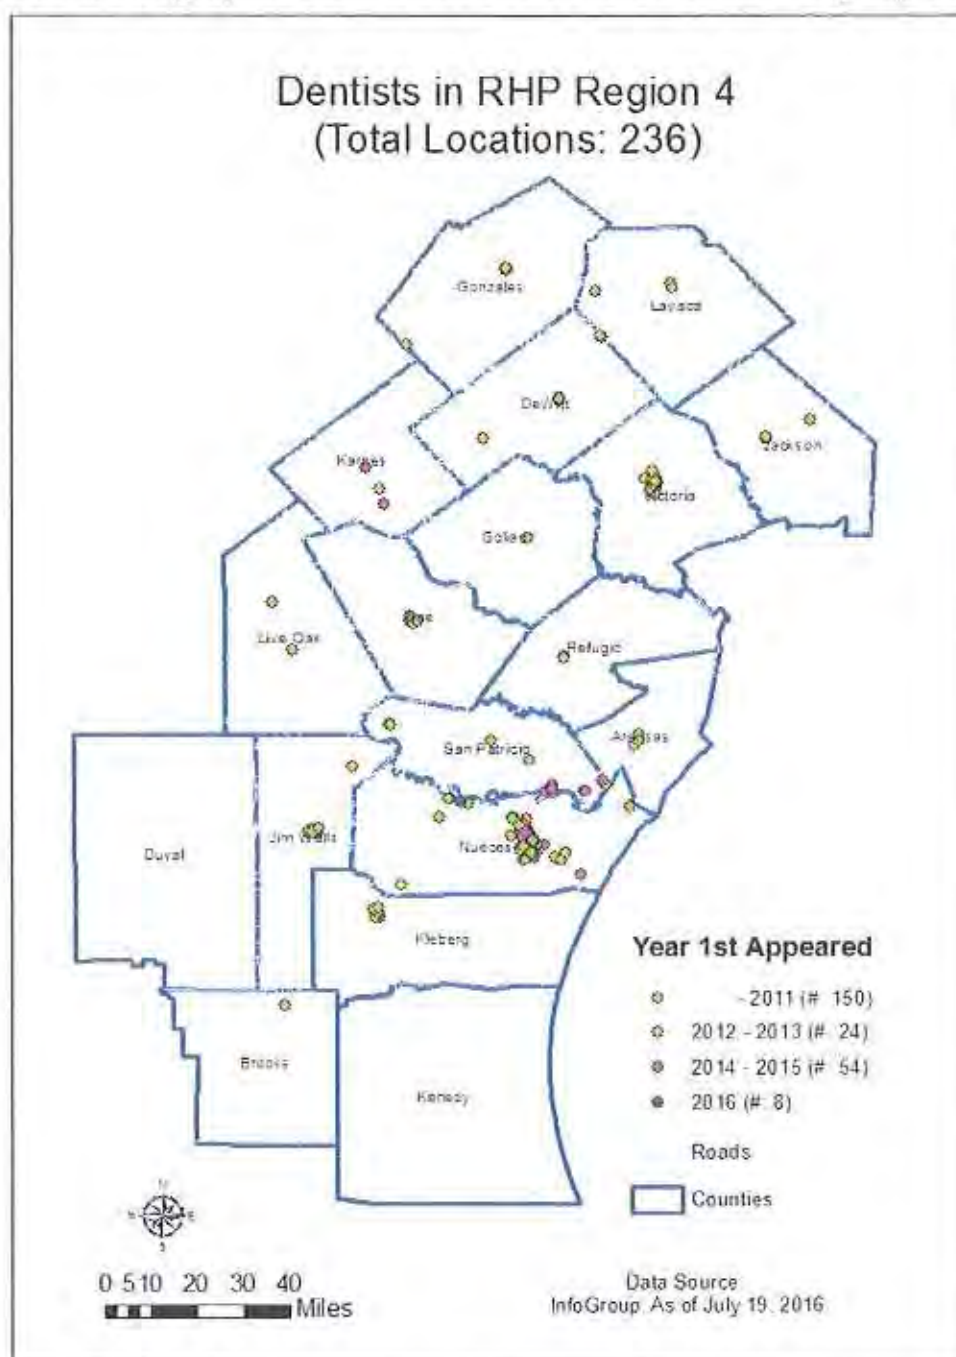 Dentists in RHP Region 4
(Total Locations: 236)
Gonzales
Lavaca
DeWitt
Jackson
Karnes
Victoria
Goliad
Bee
Live Oak
Refugio
Aransas
San Patricio
Jim Wells
Duval
Nueces
Kleberg
Brooks
Kenedy
Year 1st Appeared
- 2011 (# 150)
2012 - 2013 (# 24)
2014 - 2015 (# 54)
2016 (# 8)
Roads
Counties
N
E
S
0 5 10 20 30 40
Miles
Data Source
InfoGroup. As of July 19, 2016